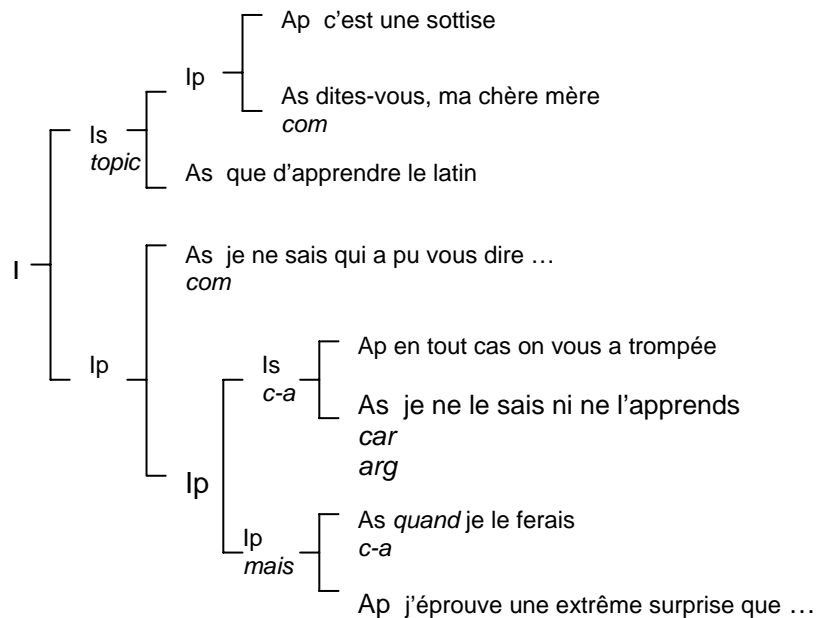 Ap c'est une sottise
Ip
As dites-vous, ma chère mère
com
Is
topic
As que d'apprendre le latin
As je ne sais qui a pu vous dire …
com
I
Ap en tout cas on vous a trompée
Ip
Is
c-a
As je ne le sais ni ne l'apprends
car
arg
Ip
As quand je le ferais
c-a
Ip
mais
Ap j'éprouve une extrême surprise que …